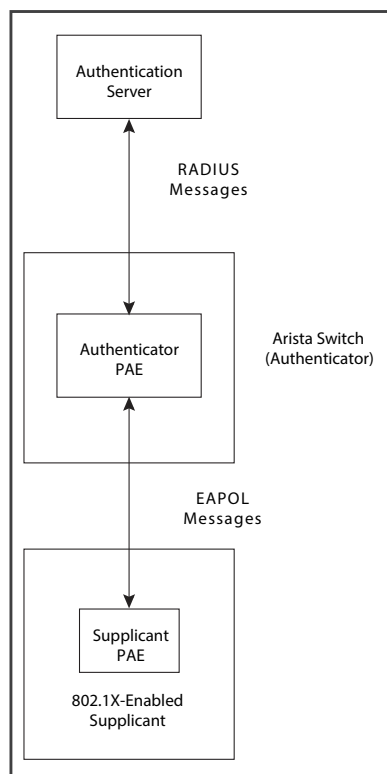 Authentication
Server
RADIUS
Messages
Authenticator
PAE
Arista Switch
(Authenticator)
EAPOL
Messages
Supplicant
PAE
802.1X-Enabled
Supplicant